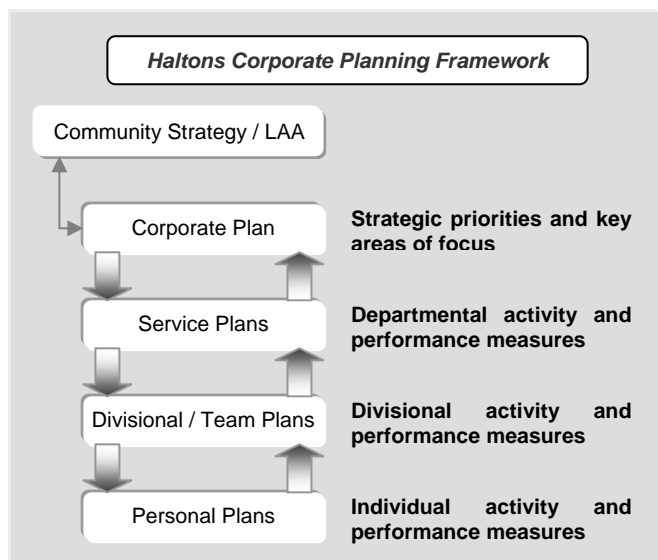 Haltons Corporate Planning Framework
Community Strategy / LAA
Corporate Plan
Strategic priorities and key
areas of focus
Service Plans
Departmental activity and
performance measures
Divisional / Team Plans
Divisional activity and
performance measures
Personal Plans
Individual activity and
performance measures